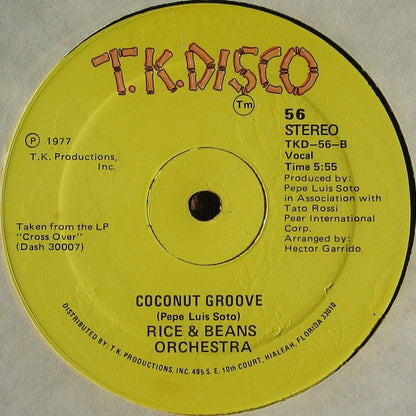 T.K.DISCO
Tm
56
STEREO
TKD-56-B
Vocal
Time 5:55
Produced by:
Pepe Luis Soto
in Association with
Tato Rossi
Peer International
Corp.
Arranged by:
Hector Garrido
Ⓟ 1977
T.K. Productions,
Inc.
Taken from the LP
"Cross Over"
(Dash 30007)
COCONUT GROOVE
(Pepe Luis Soto)
RICE & BEANS
ORCHESTRA
DISTRIBUTED BY: T.K. PRODUCTIONS, INC. 495 S.E. 10th COURT, HIALEAH, FLORIDA 33010